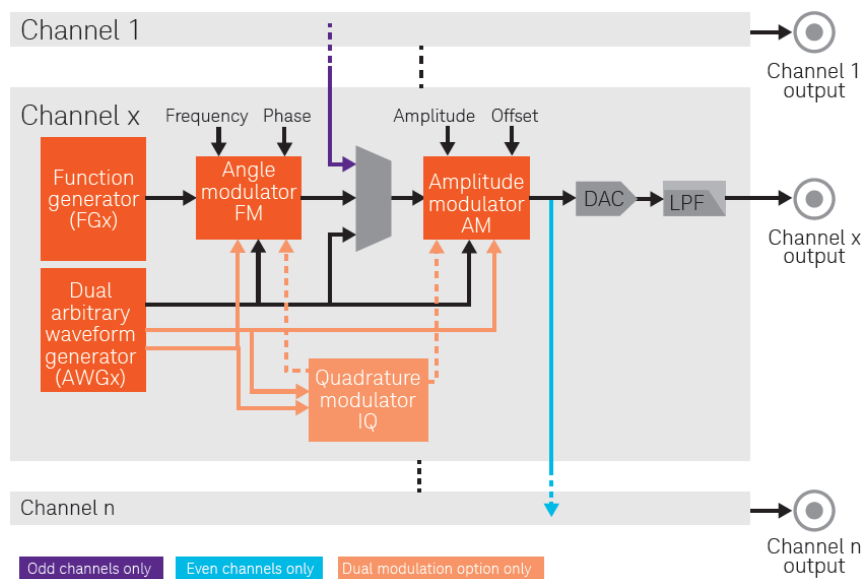 Channel 1
Channel 1
output
Channel x
Frequency
Phase
Amplitude
Offset
Function
generator
(FGx)
Angle
modulator
FM
Amplitude
modulator
AM
DAC
LPF
Channel x
output
Dual
arbitrary
waveform
generator
(AWGx)
Quadrature
modulator
IQ
Channel n
Channel n
output
Odd channels only
Even channels only
Dual modulation option only